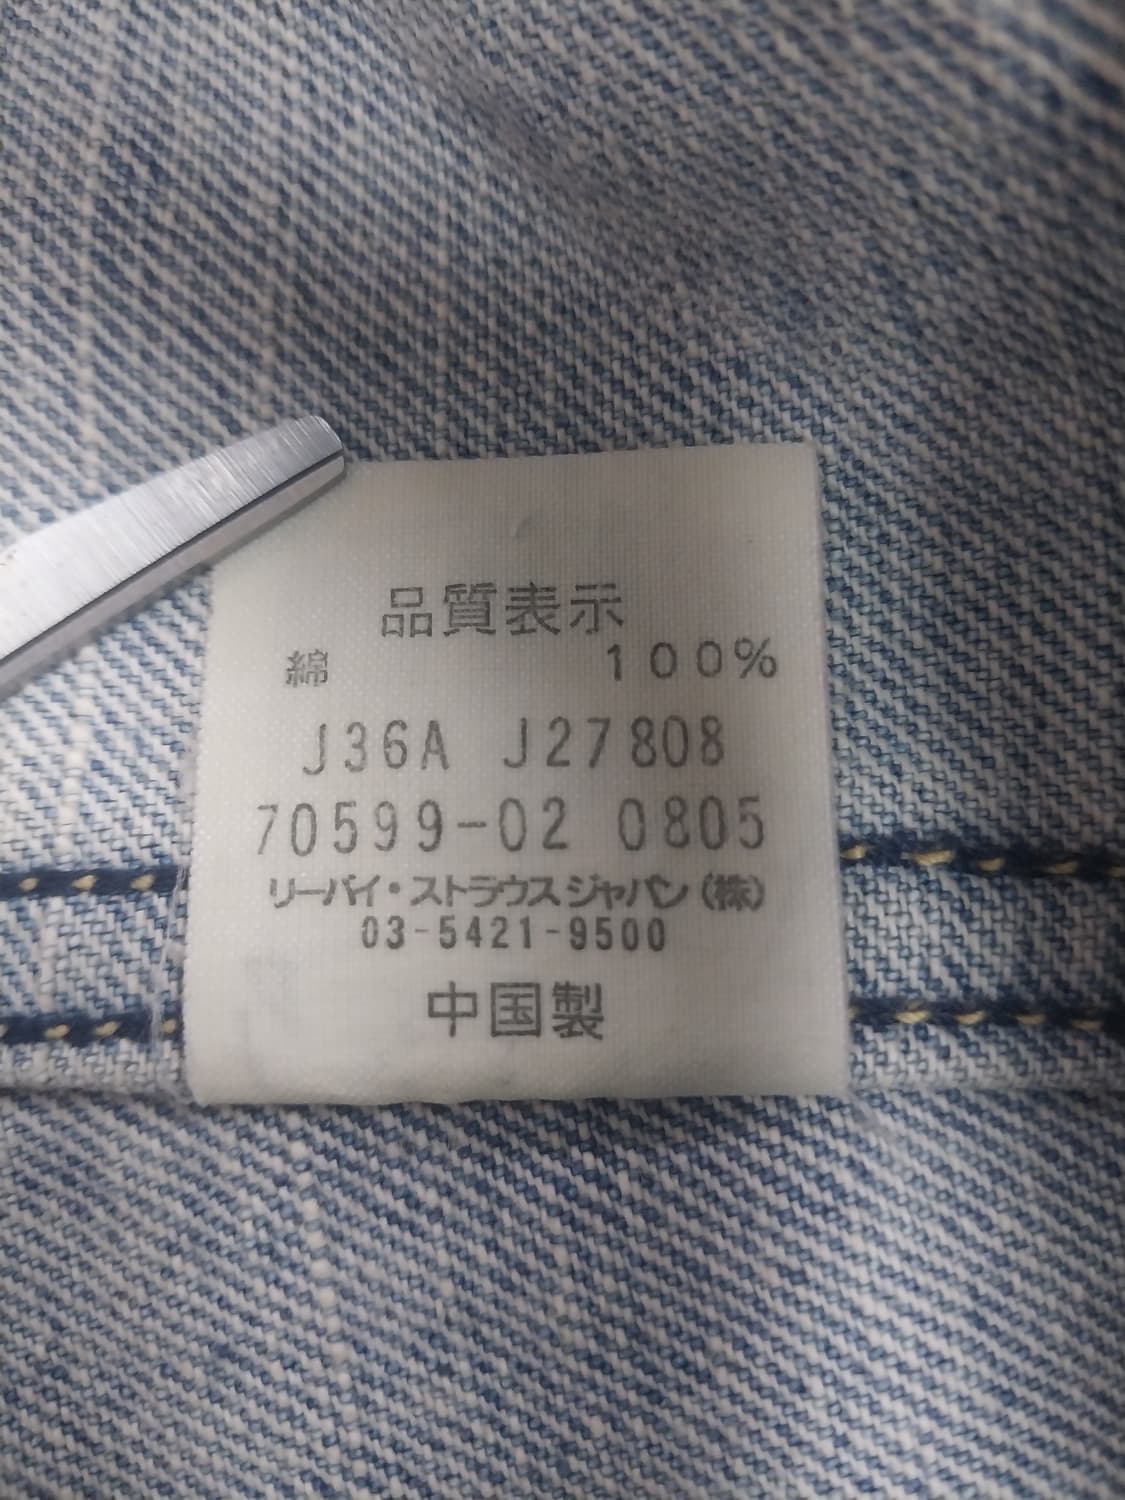 品質表示
綿 100%
J36A J27808
70599-02 0805
リーバイ・ストラウスジャパン(株)
03-5421-9500
中国製